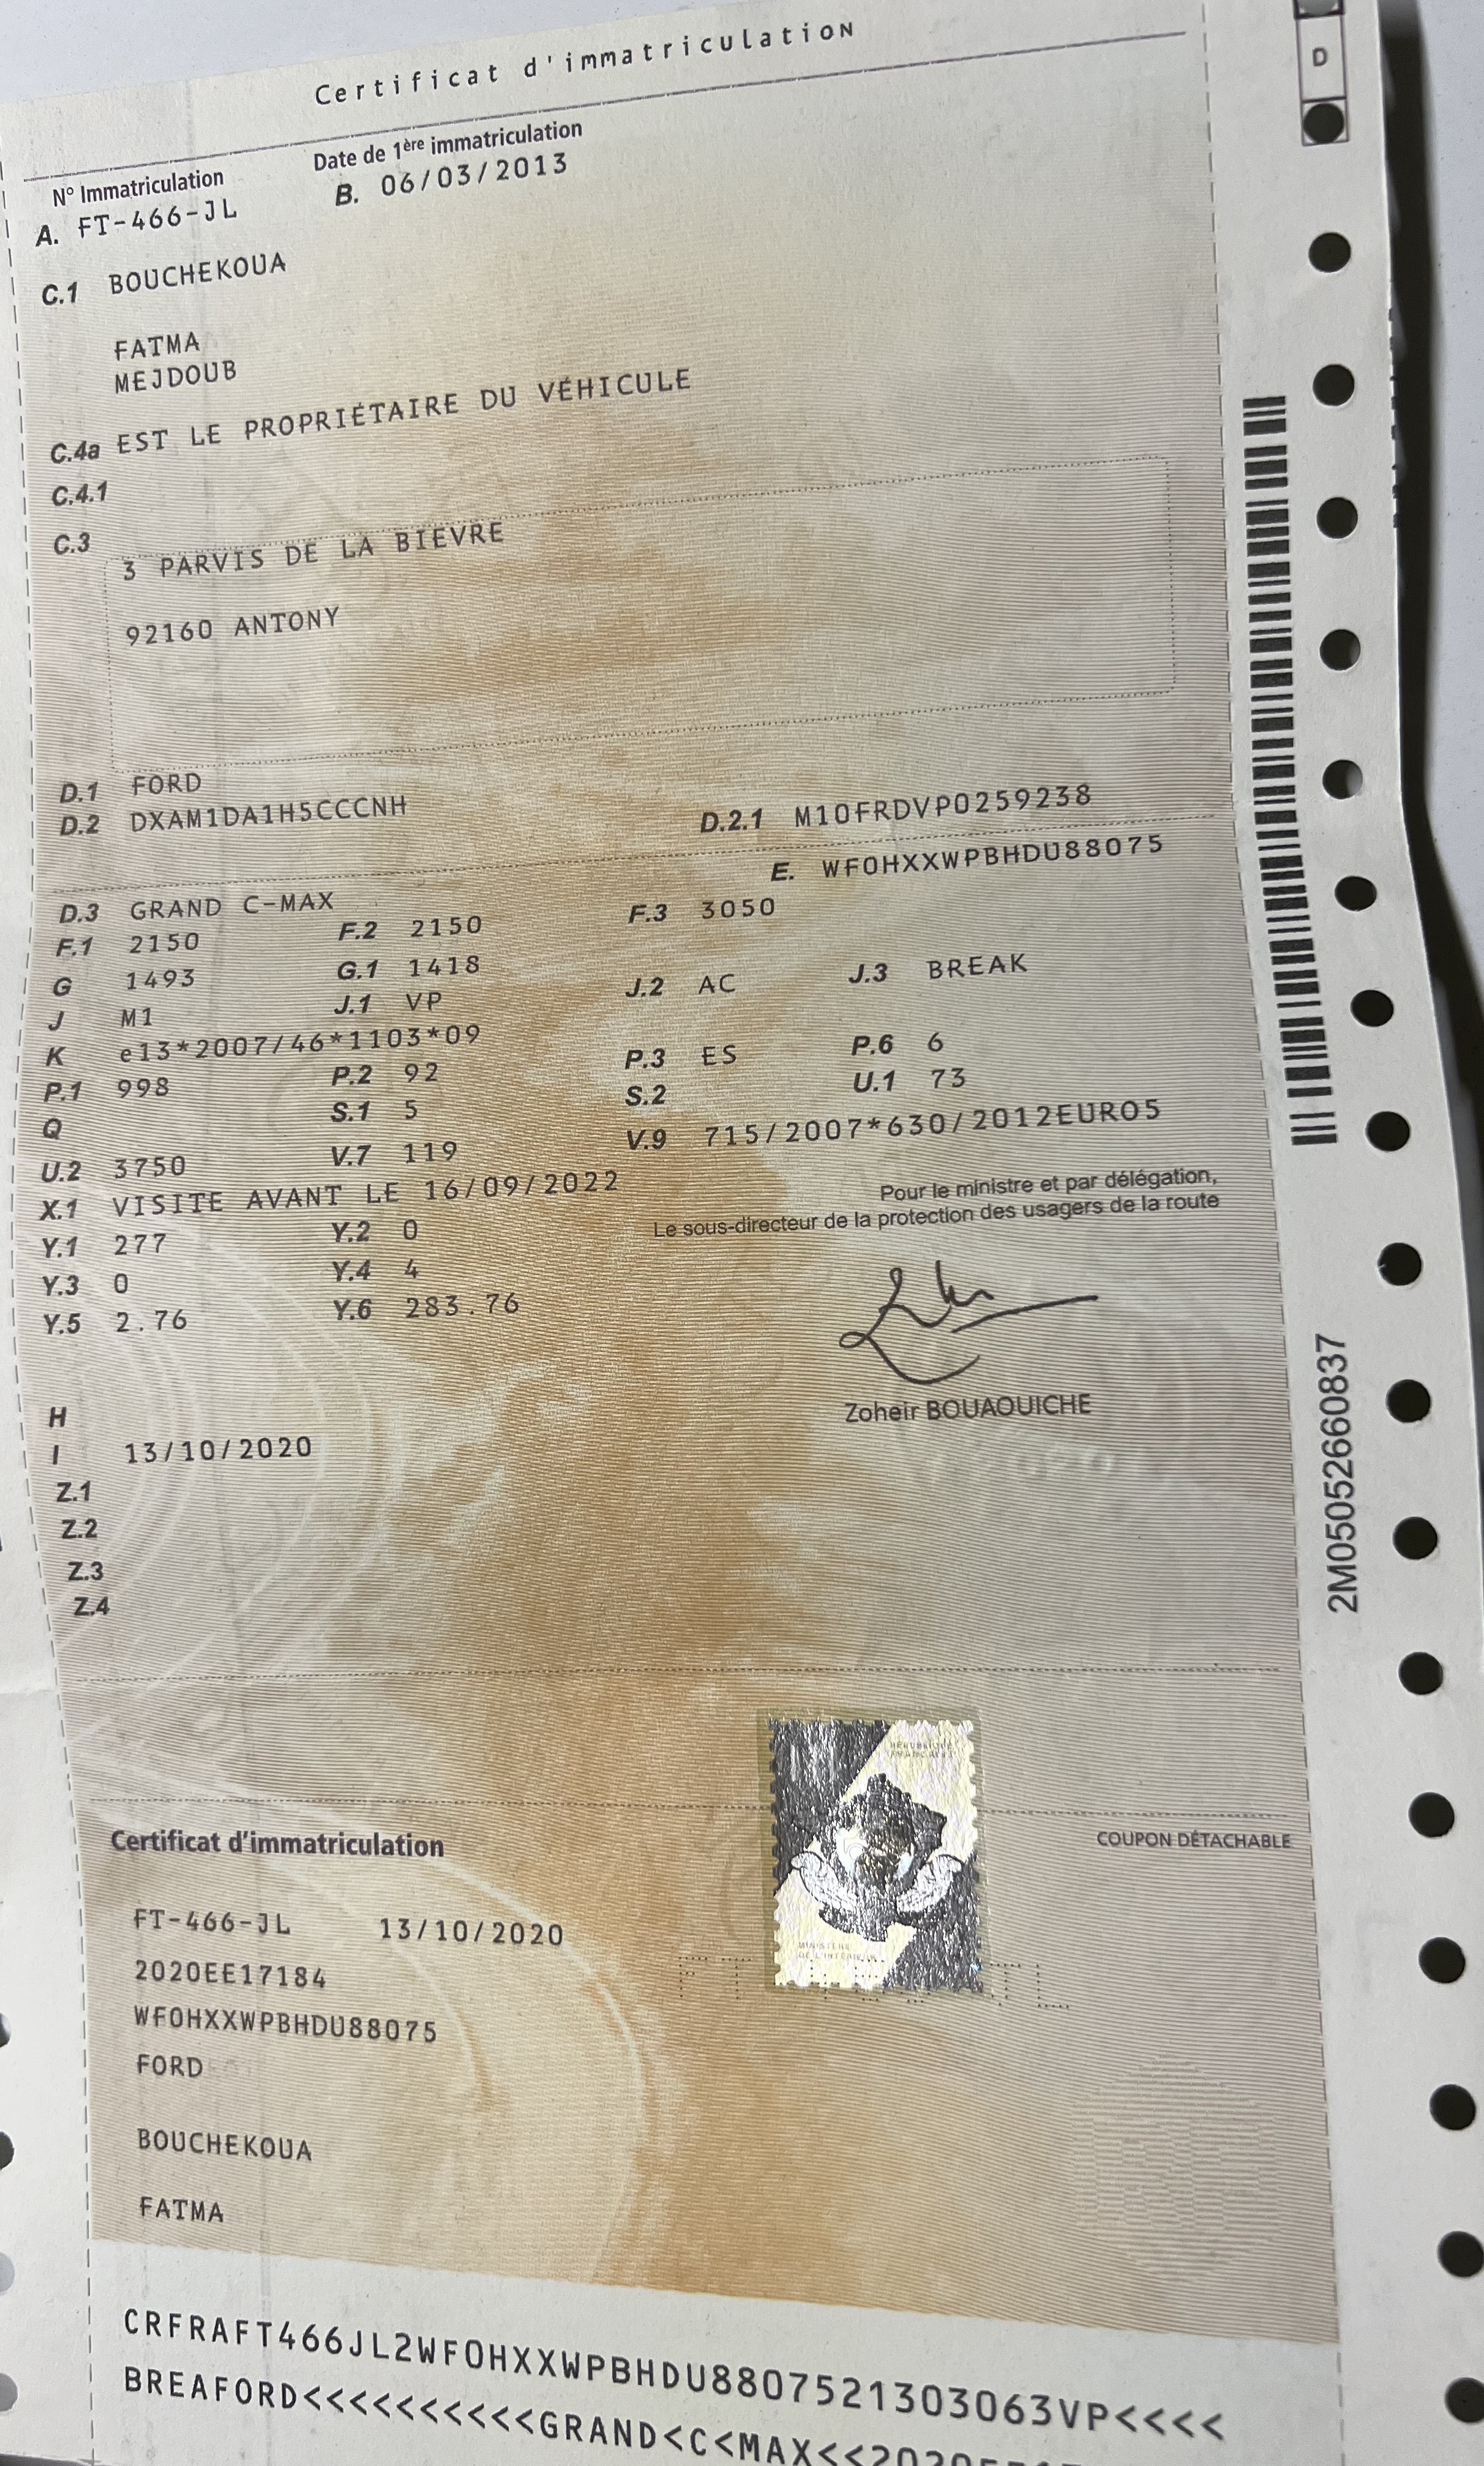 Certificat d'immatriculation
N° Immatriculation Date de 1ère immatriculation
A. FT-466-JL B. 06/03/2013
C.1 BOUCHEKOUA
FATMA
MEJDOUB
C.4a EST LE PROPRIÉTAIRE DU VÉHICULE
C.4.1
C.3
3 PARVIS DE LA BIEVRE
92160 ANTONY
D.1 FORD
D.2 DXAM1DA1H5CCCNH D.2.1 M10FRDVP0259238
E. WF0HXXWPBHDU88075
D.3 GRAND C-MAX
F.1 2150 F.2 2150 F.3 3050
G 1493 G.1 1418
J M1 J.1 VP J.2 AC J.3 BREAK
K e13*2007/46*1103*09
P.1 998 P.2 92 P.3 ES P.6 6
Q S.1 5 S.2 U.1 73
U.2 3750 V.7 119 V.9 715/2007*630/2012EURO5
X.1 VISITE AVANT LE 16/09/2022
Y.1 277 Y.2 0
Y.3 0 Y.4 4
Y.5 2.76 Y.6 283.76
Pour le ministre et par délégation,
Le sous-directeur de la protection des usagers de la route
Zoheir BOUAOUICHE
H
I 13/10/2020
Z.1
Z.2
Z.3
Z.4
D
2M05052660837
RÉPUBLIQUE
FRANÇAISE
MINISTÈRE
DE L'INTÉRIEUR
Certificat d'immatriculation
COUPON DÉTACHABLE
FT-466-JL 13/10/2020
2020EE17184
WF0HXXWPBHDU88075
FORD
BOUCHEKOUA
FATMA
CRFRAFT466JL2WF0HXXWPBHDU8807521303063VP<<<<
BREAFORD<<<<<<<<<<GRAND<C<MAX<<2020